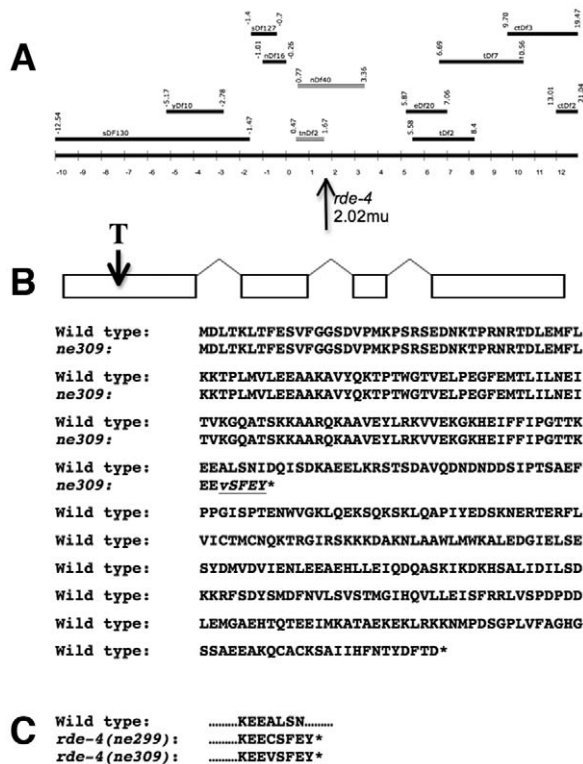 -1.4 -0.7 ctDf3 19.47
sDf127
A
-1.01 nDf16 -0.26 6.69 tDf7 10.56
0.77 nDf40 3.36
-5.17 yDf10 -2.78 5.87 eDf20 7.06 13.01 ctDf2 21.04
-12.54 sDF130 -1.47 0.47 tnDf2 1.67 5.58 tDf2 8.4
-10 -9 -8 -7 -6 -5 -4 -3 -2 -1 0 1 2 3 4 5 6 7 8 9 10 11 12
rde-4
2.02mu
T
B
Wild type: MDLTKLTFESVFGGSDVPMKPSRSEDNKTPRNRTDLEMFL
ne309: MDLTKLTFESVFGGSDVPMKPSRSEDNKTPRNRTDLEMFL
Wild type: KKTPLMVLEEAAKAVYQKTPTWGTVELPEGFEMTLILNEI
ne309: KKTPLMVLEEAAKAVYQKTPTWGTVELPEGFEMTLILNEI
Wild type: TVKGQATSKKAARQKAAVEYLRKVVEKGKHEIFFIPGTTK
ne309: TVKGQATSKKAARQKAAVEYLRKVVEKGKHEIFFIPGTTK
Wild type: EEALSNIDQISDKAEELKRSTSDAVQDNDNDDSIPTSAEF
ne309: EEvSFEY*
Wild type: PPGISPTENWVGKLQEKSQKSKLQAPIYEDSKNERTERFL
Wild type: VICTMCNQKTRGIRSKKKDAKNLAAWLMWKALEDGIELSE
Wild type: SYDMVDVIENLEEAEHLLEIQDQASKIKDKHSALIDILSD
Wild type: KKRFSDYSMDFNVLSVSTMGIHQVLLEISFRRLVSPDPDD
Wild type: LEMGAEHTQTEEIMKATAEKEKLRKKNMPDSGPLVFAGHG
Wild type: SSAEEAKQCACKSAIIHFNTYDFTD*
C
Wild type: .........KEEALSN.........
rde-4(ne299): .........KEECSFEY*
rde-4(ne309): .........KEEVSFEY*